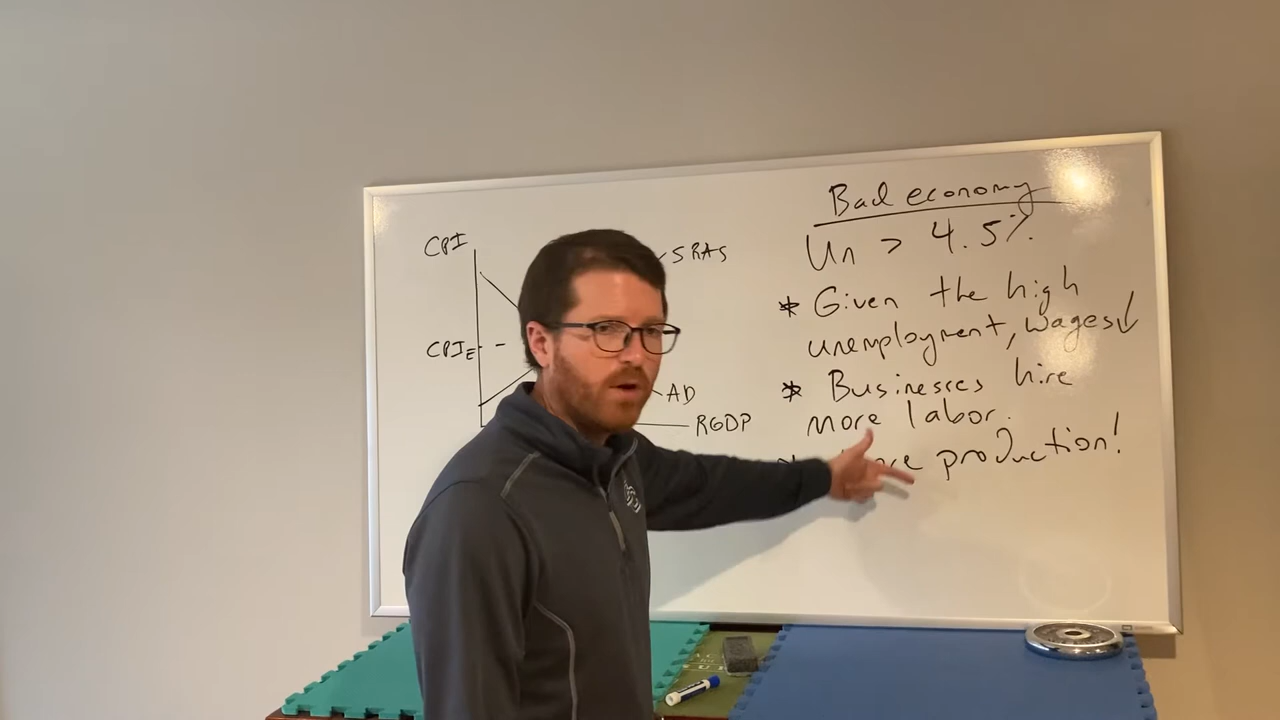 CPI
SRAS
CPIE
AD
RGDP
Bad economy
Un > 4.5%
* Given the high
unemployment, wages↓
* Businesses hire
more labor.
production!